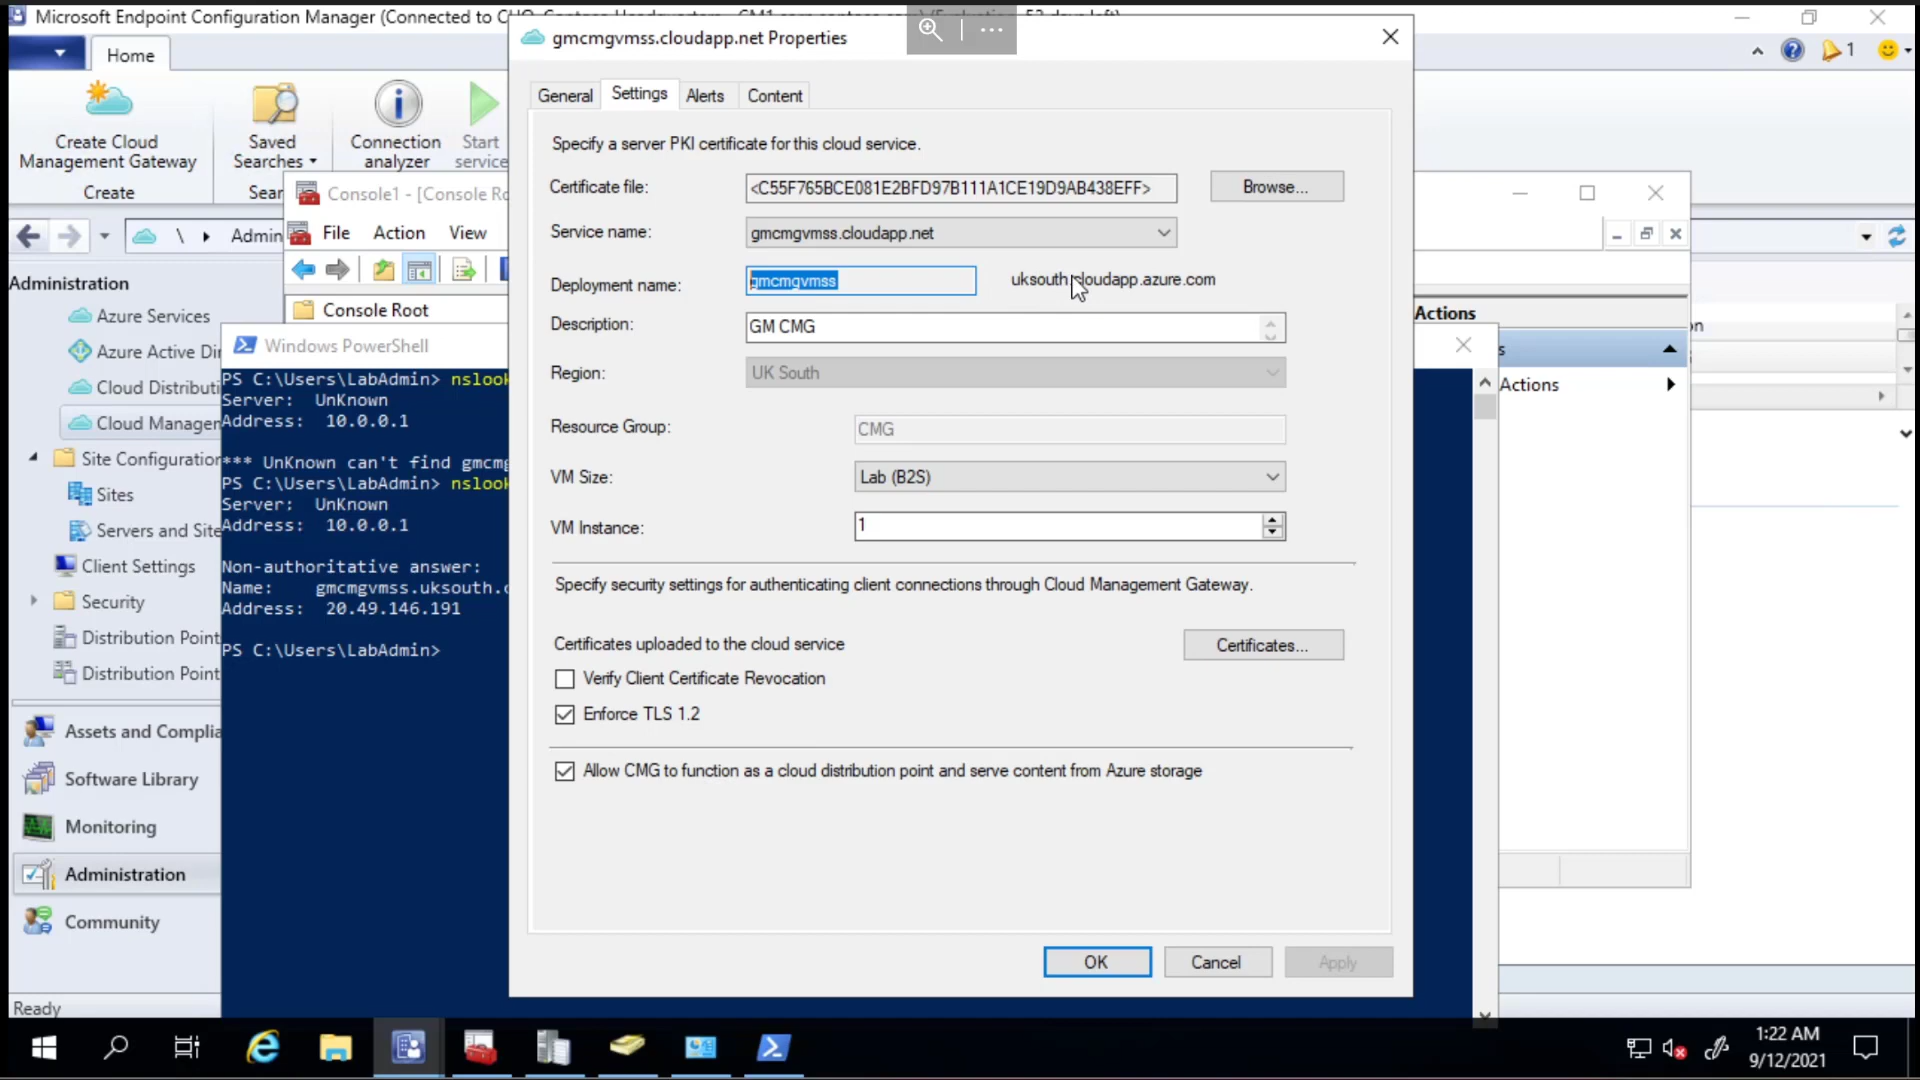 Microsoft Endpoint Configuration Manager (Connected to
Home
1
Create Cloud
Management Gateway
Create
Saved
Searches
Sear
Connection
analyzer
Start
service
\ Admin
Administration
Azure Services
Azure Active Dir
Cloud Distributi
Cloud Managem
Site Configuration
Sites
Servers and Site
Client Settings
Security
Distribution Point
Distribution Point
Assets and Complia
Software Library
Monitoring
Administration
Community
Ready
Console1 - [Console Ro
File Action View
Console Root
Actions
s
Actions
on
Windows PowerShell
PS C:\Users\LabAdmin> nslook
Server: UnKnown
Address: 10.0.0.1
*** UnKnown can't find gmcmg
PS C:\Users\LabAdmin> nslook
Server: UnKnown
Address: 10.0.0.1
Non-authoritative answer:
Name: gmcmgvmss.uksouth.c
Address: 20.49.146.191
PS C:\Users\LabAdmin>
gmcmgvmss.cloudapp.net Properties
General Settings Alerts Content
Specify a server PKI certificate for this cloud service.
Certificate file: <C55F765BCE081E2BFD97B111A1CE19D9AB438EFF> Browse...
Service name: gmcmgvmss.cloudapp.net
Deployment name: gmcmgvmss uksouth.cloudapp.azure.com
Description: GM CMG
Region: UK South
Resource Group: CMG
VM Size: Lab (B2S)
VM Instance: 1
Specify security settings for authenticating client connections through Cloud Management Gateway.
Certificates uploaded to the cloud service Certificates...
Verify Client Certificate Revocation
Enforce TLS 1.2
Allow CMG to function as a cloud distribution point and serve content from Azure storage
OK Cancel Apply
1:22 AM
9/12/2021